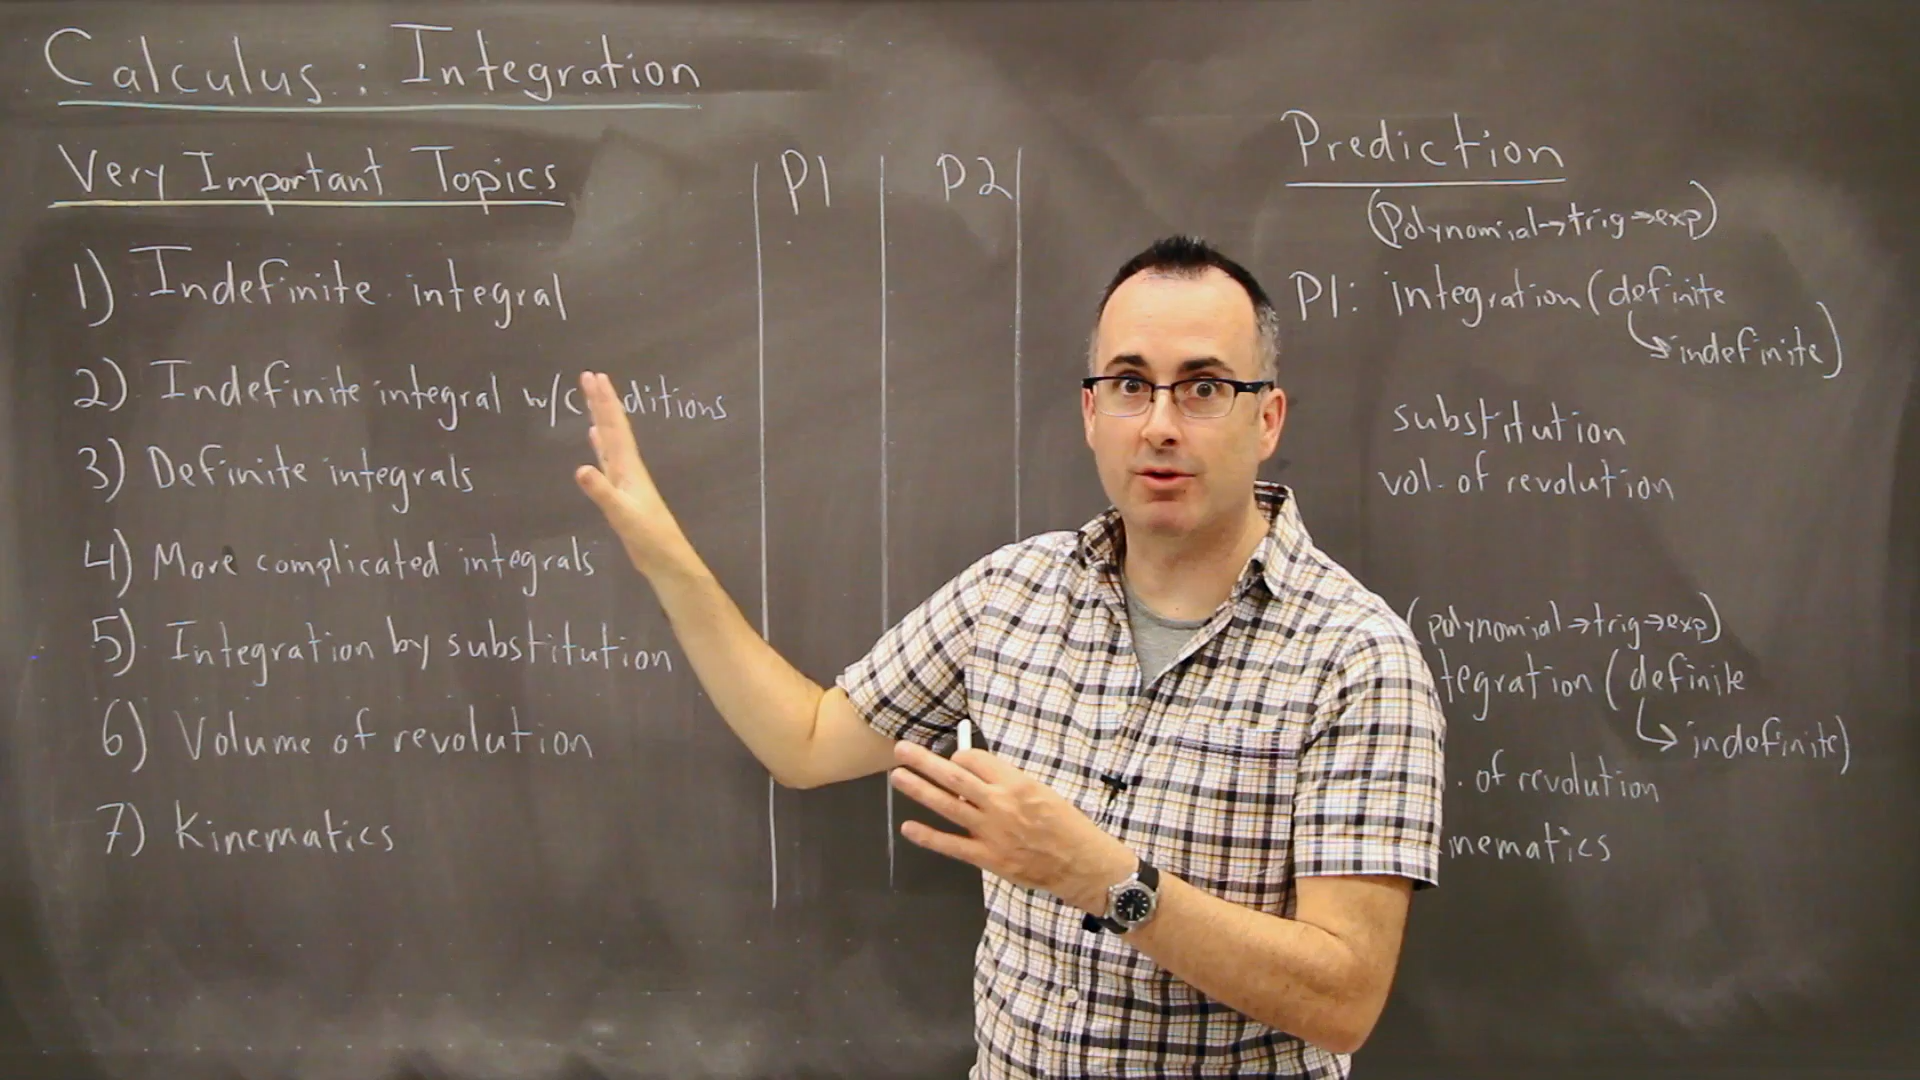 Calculus: Integration
Very Important Topics
P1
P2
1) Indefinite integral
2) Indefinite integral w/c ditions
3) Definite integrals
4) More complicated integrals
5) Integration by substitution
6) Volume of revolution
7) Kinematics
Prediction
(Polynomial→trig→exp)
P1: integration (definite
↳ indefinite)
substitution
vol. of revolution
(polynomial→trig→exp)
tegration (definite
↳ indefinite)
. of revolution
nematics